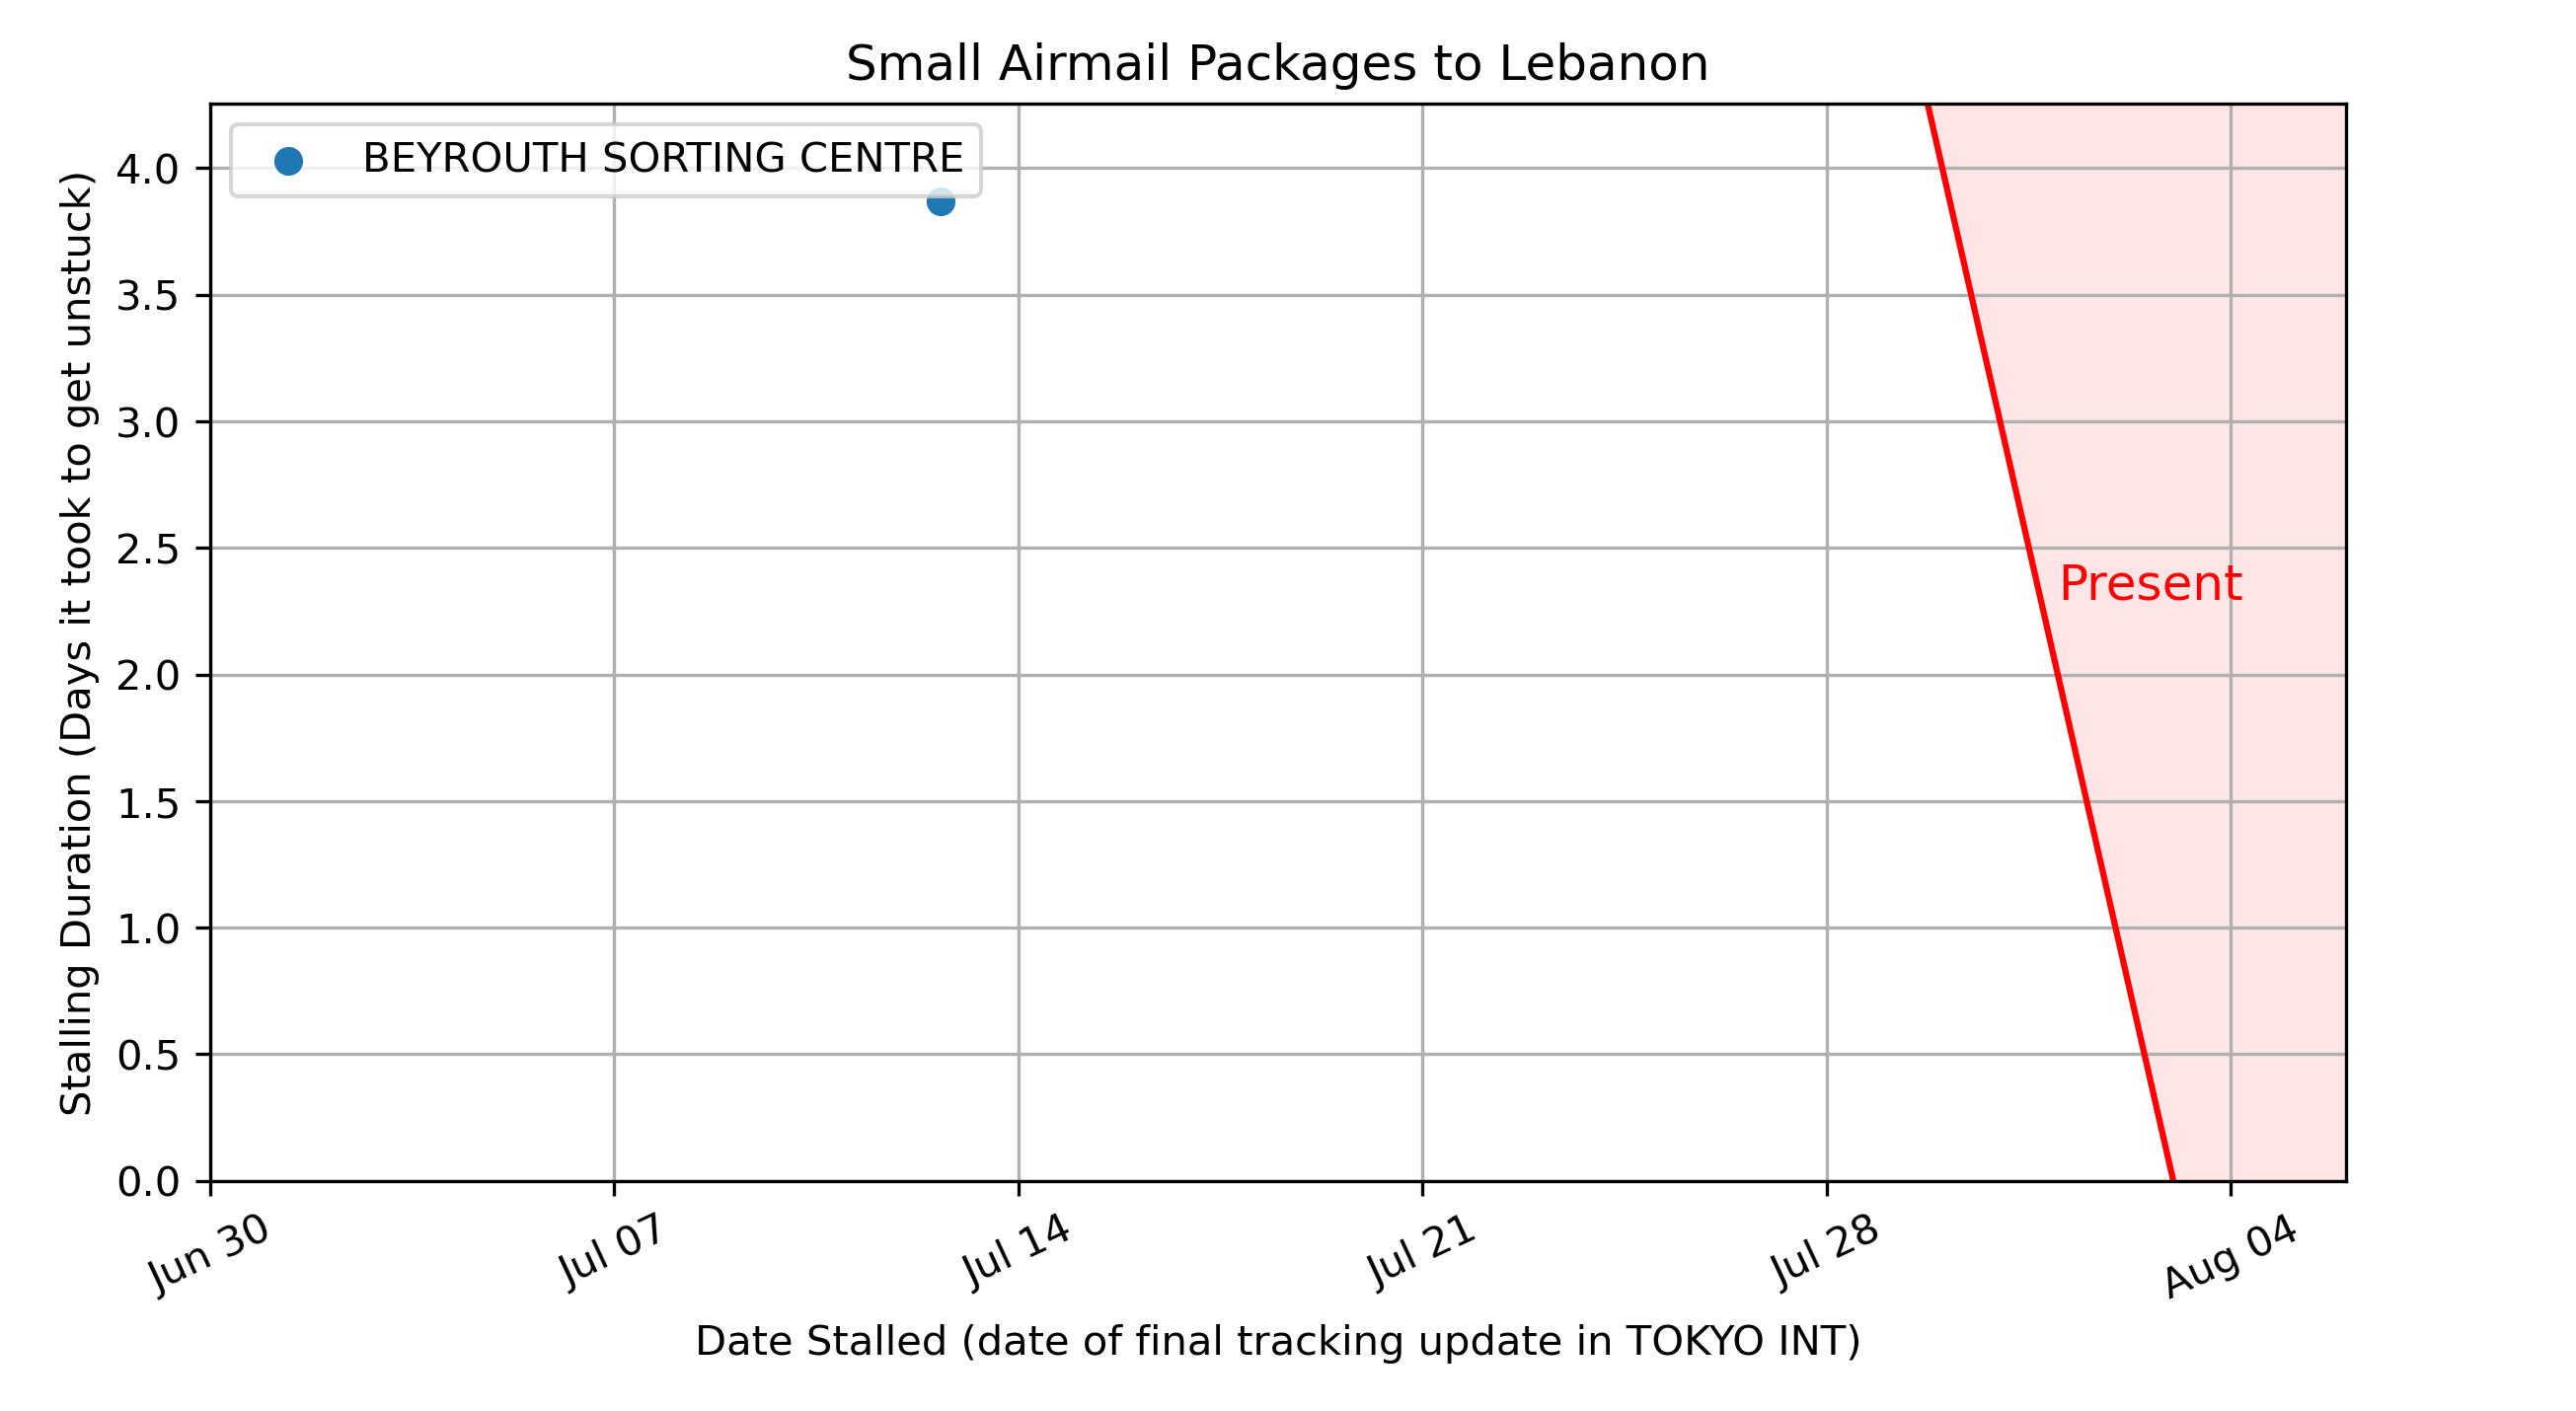 Small Airmail Packages to Lebanon
BEYROUTH SORTING CENTRE
Stalling Duration (Days it took to get unstuck)
4.0
3.5
3.0
2.5
2.0
1.5
1.0
0.5
0.0
Present
Jun 30
Jul 07
Jul 14
Jul 21
Jul 28
Aug 04
Date Stalled (date of final tracking update in TOKYO INT)